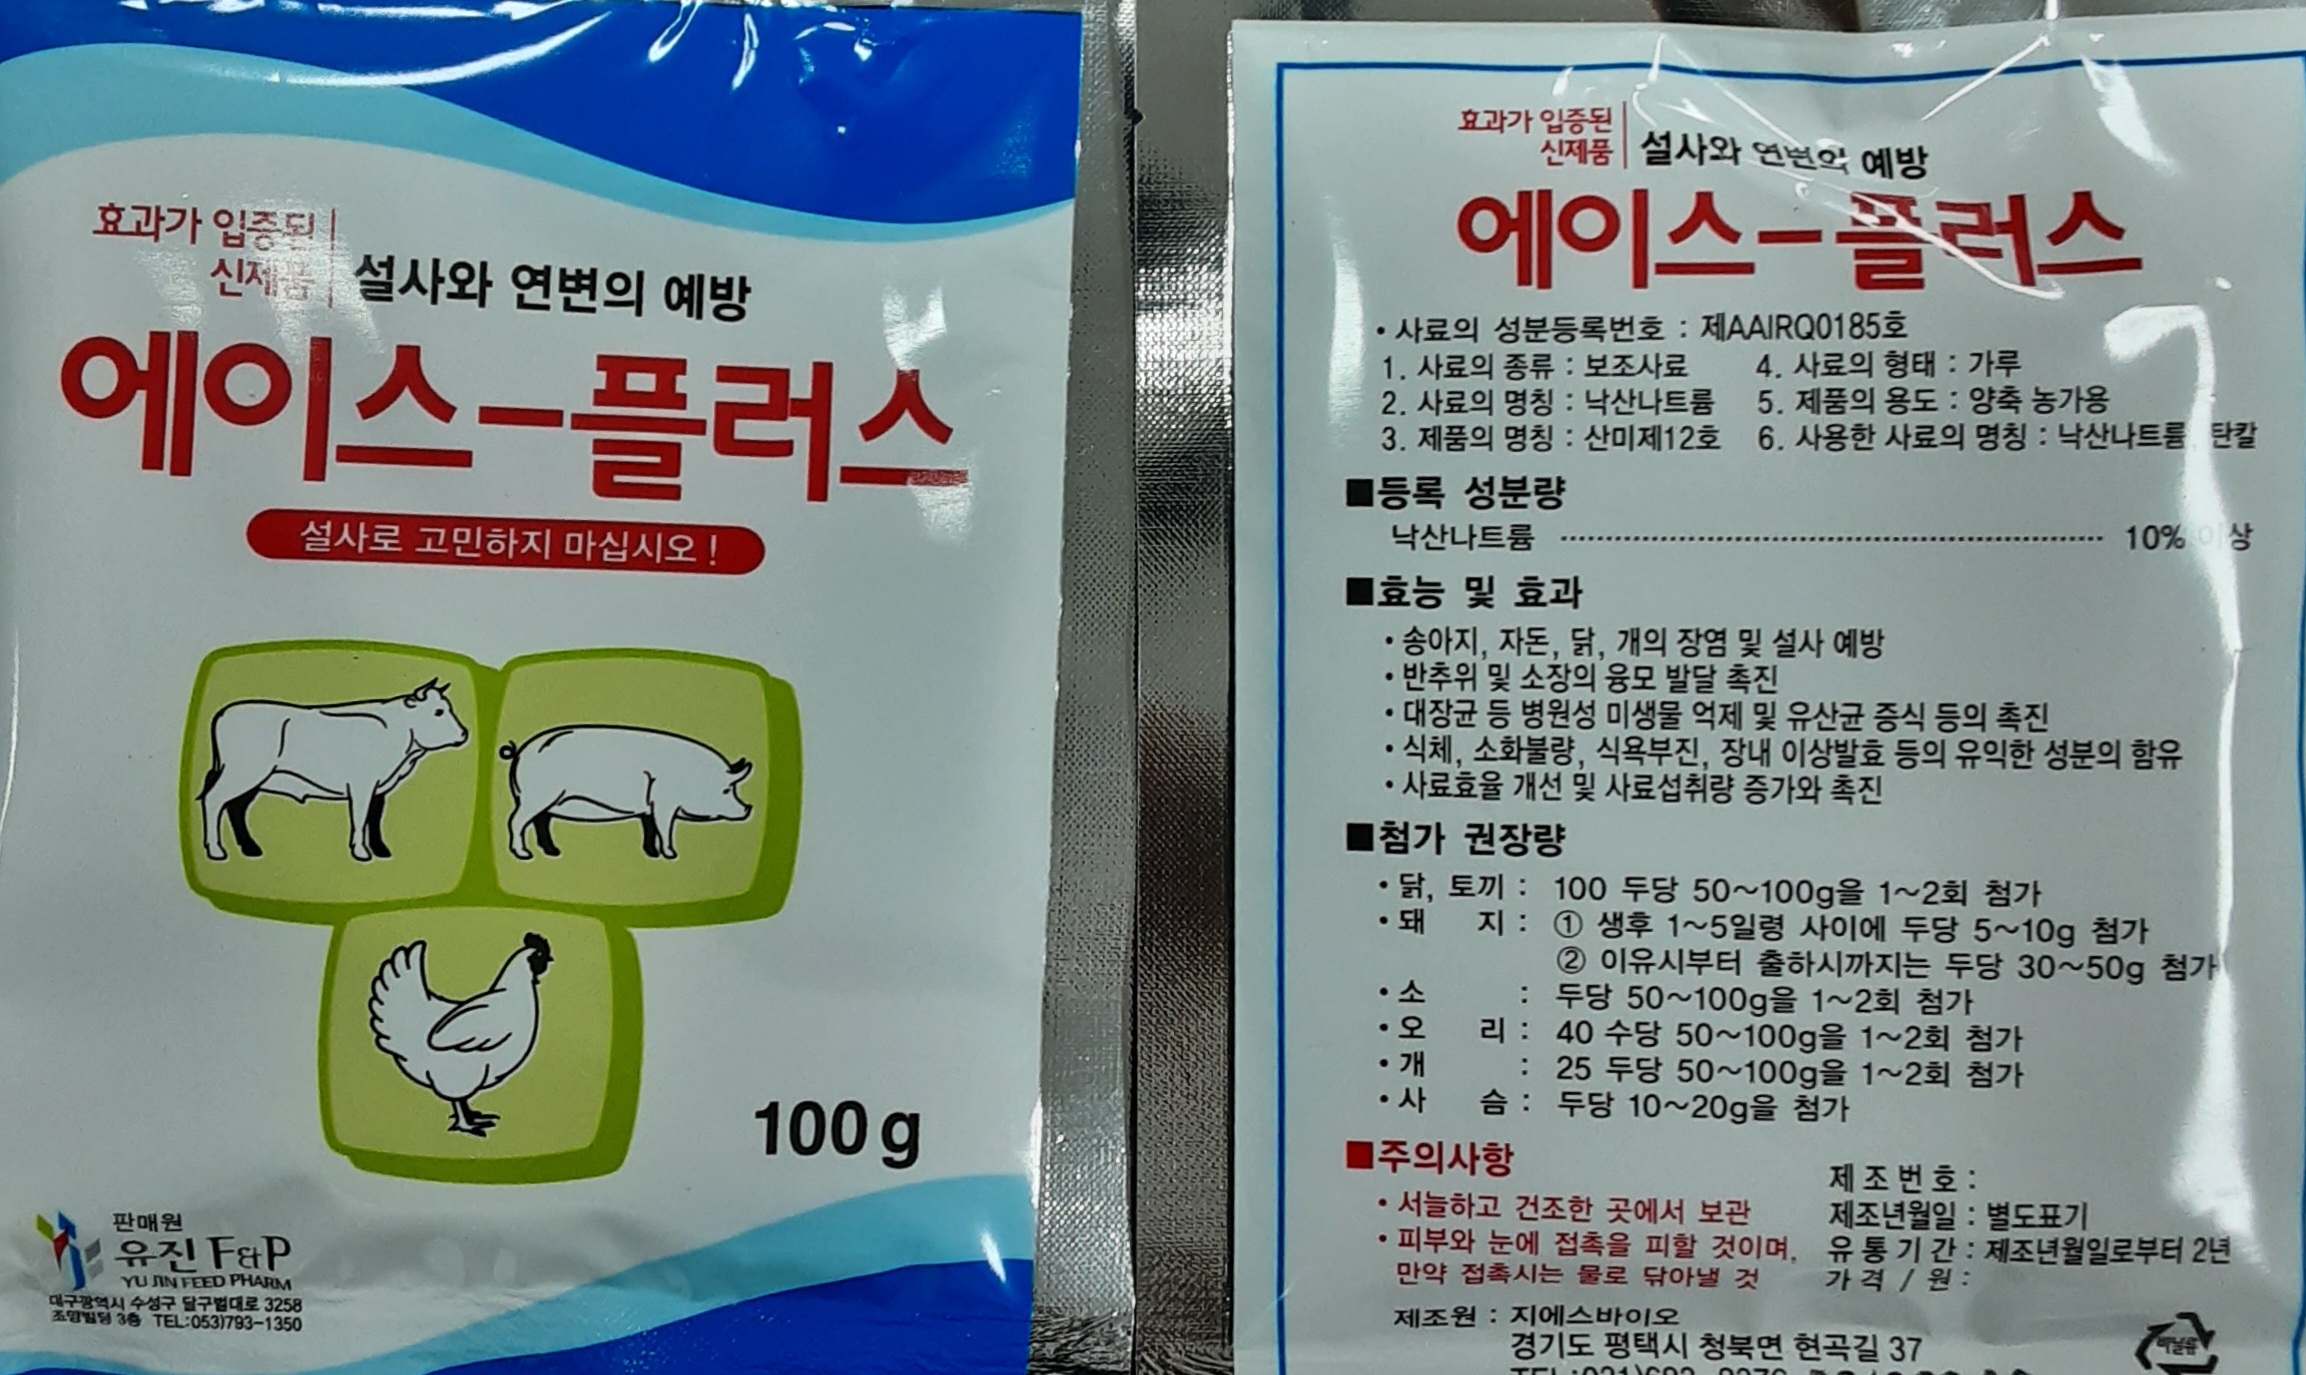 효과가 입증된
신제품
설사와 연변의 예방
에이스-플러스
설사로 고민하지 마십시오!
100g
판매원
유진 F&P
YU JIN FEED PHARM
대구광역시 수성구 달구벌대로 3258
조양빌딩 3층 TEL:053)793-1350
효과가 입증된
신제품
설사와 연변의 예방
에이스-플러스
• 사료의 성분등록번호 : 제AAIRQ0185호
1. 사료의 종류 : 보조사료 4. 사료의 형태 : 가루
2. 사료의 명칭 : 낙산나트륨 5. 제품의 용도 : 양축 농가용
3. 제품의 명칭 : 산미제12호 6. 사용한 사료의 명칭 : 낙산나트륨, 탄칼
■등록 성분량
낙산나트륨 ........................ 10% 이상
■효능 및 효과
• 송아지, 자돈, 닭, 개의 장염 및 설사 예방
• 반추위 및 소장의 융모 발달 촉진
• 대장균 등 병원성 미생물 억제 및 유산균 증식 등의 촉진
• 식체, 소화불량, 식욕부진, 장내 이상발효 등의 유익한 성분의 함유
• 사료효율 개선 및 사료섭취량 증가와 촉진
■첨가 권장량
• 닭, 토끼 : 100 두당 50~100g을 1~2회 첨가
• 돼 지 : ① 생후 1~5일령 사이에 두당 5~10g 첨가
② 이유시부터 출하시까지는 두당 30~50g 첨가
• 소 : 두당 50~100g을 1~2회 첨가
• 오 리 : 40 수당 50~100g을 1~2회 첨가
• 개 : 25 두당 50~100g을 1~2회 첨가
• 사 슴 : 두당 10~20g을 첨가
■주의사항
• 서늘하고 건조한 곳에서 보관
• 피부와 눈에 접촉을 피할 것이며,
만약 접촉시는 물로 닦아낼 것
제 조 번 호 :
제조년월일 : 별도표기
유 통 기 간 : 제조년월일로부터 2년
가 격 / 원 :
제조원 : 지에스바이오
경기도 평택시 청북면 현곡길 37
비닐류